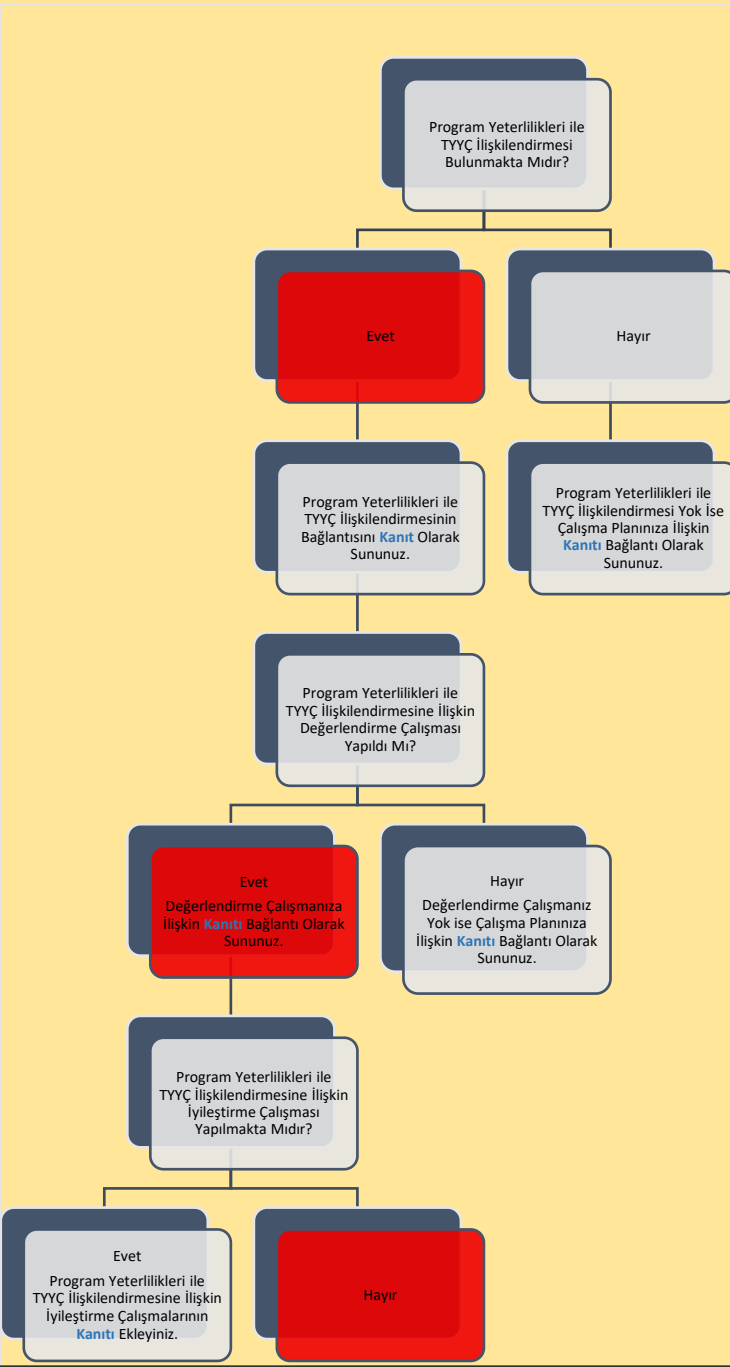 Program Yeterlilikleri ile
TYYÇ İlişkilendirmesi
Bulunmakta Mıdır?
Evet
Hayır
Program Yeterlilikleri ile
TYYÇ İlişkilendirmesinin
Bağlantısını Kanıt Olarak
Sununuz.
Program Yeterlilikleri ile
TYYÇ İlişkilendirmesi Yok İse
Çalışma Planınıza İlişkin
Kanıtı Bağlantı Olarak
Sununuz.
Program Yeterlilikleri ile
TYYÇ İlişkilendirmesine İlişkin
Değerlendirme Çalışması
Yapıldı Mı?
Evet
Değerlendirme Çalışmanıza
İlişkin Kanıtı Bağlantı Olarak
Sununuz.
Hayır
Değerlendirme Çalışmanız
Yok ise Çalışma Planınıza
İlişkin Kanıtı Bağlantı Olarak
Sununuz.
Program Yeterlilikleri ile
TYYÇ İlişkilendirmesine İlişkin
İyileştirme Çalışması
Yapılmakta Mıdır?
Evet
Program Yeterlilikleri ile
TYYÇ İlişkilendirmesine İlişkin
İyileştirme Çalışmalarının
Kanıtı Ekleyiniz.
Hayır